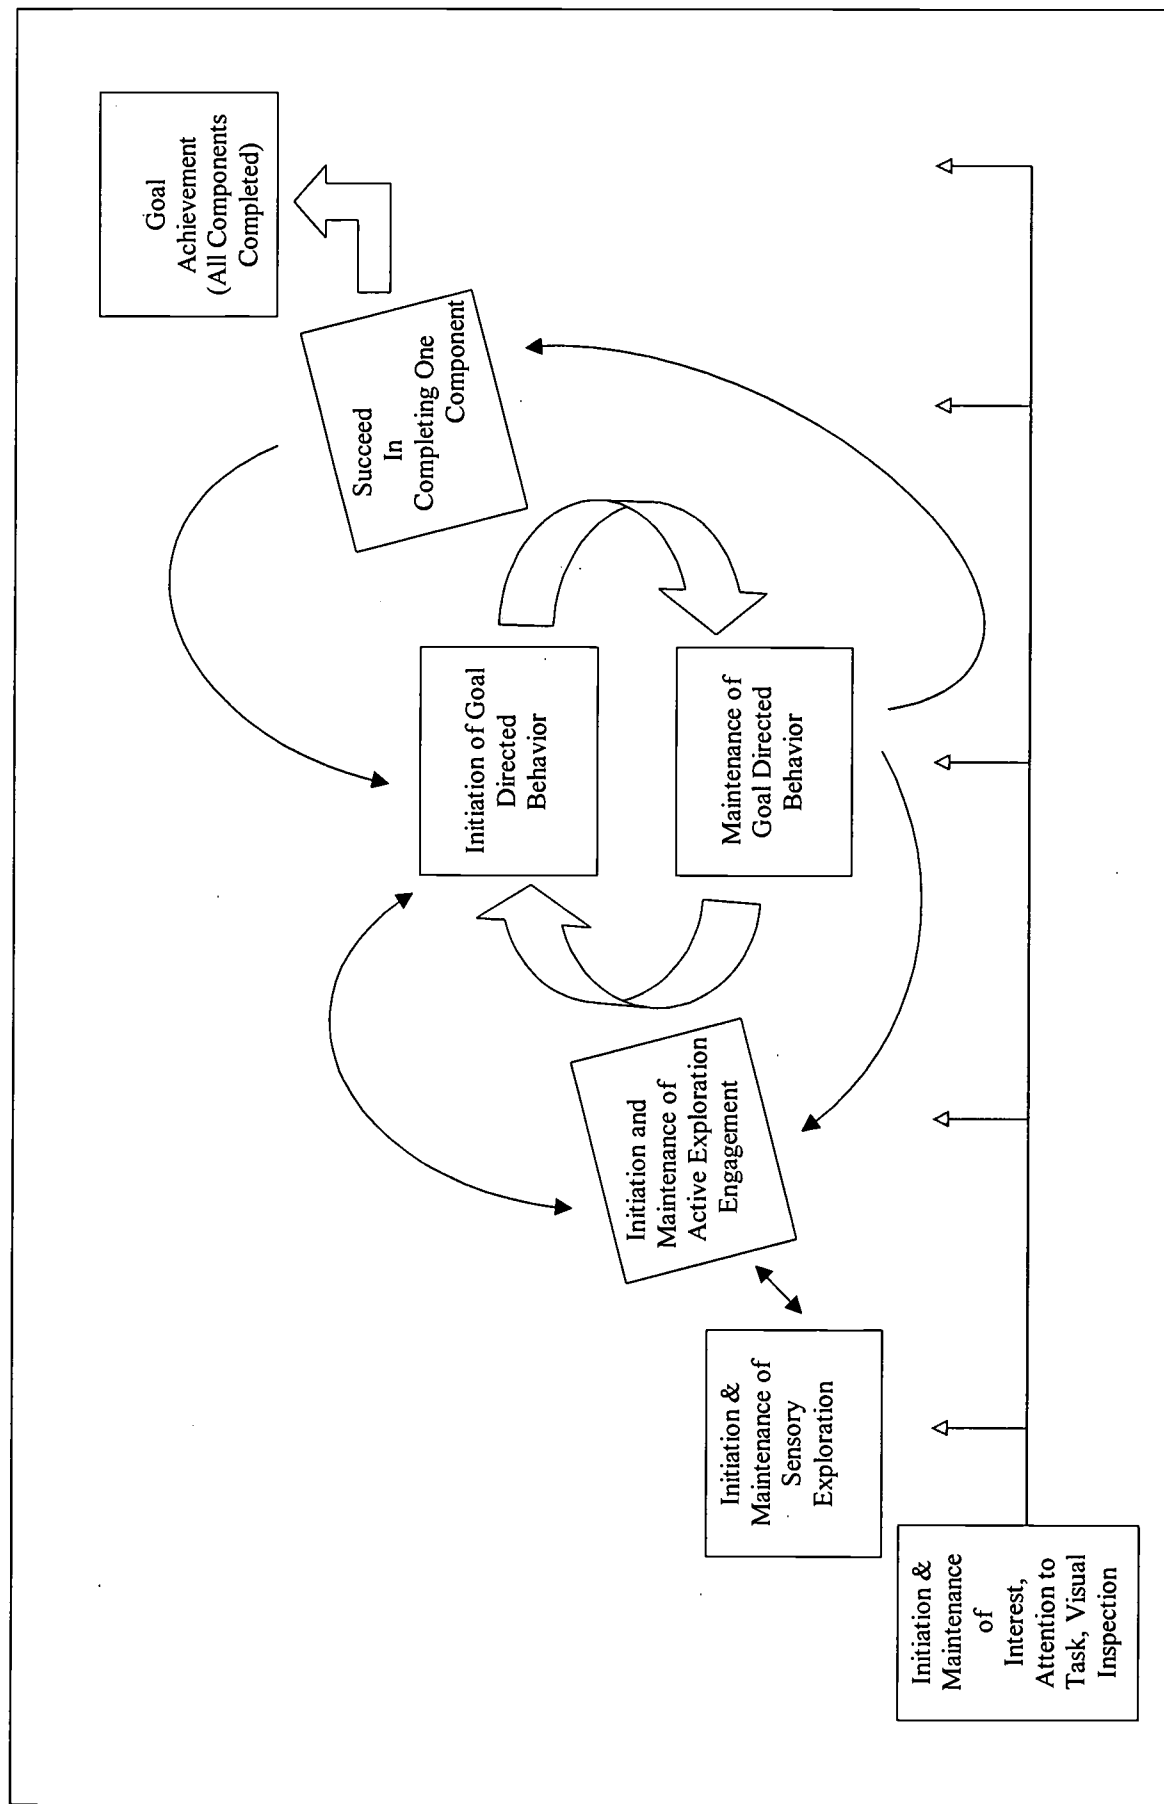 Goal
Achievement
(All Components
Completed)
Succeed
In
Completing One
Component
Initiation of Goal
Directed
Behavior
Maintenance of
Goal Directed
Behavior
Initiation and
Maintenance of
Active Exploration
Engagement
Initiation &
Maintenance of
Sensory
Exploration
Initiation &
Maintenance
of
Interest,
Attention to
Task, Visual
Inspection